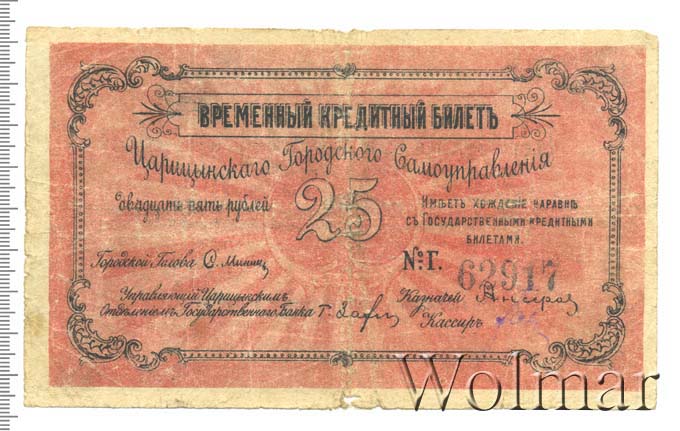 ВРЕМЕННЫЙ КРЕДИТНЫЙ БИЛЕТЪ
Царицынскаго Городского Самоуправленія
двадцать пять рублей
25
ИМѢЕТЪ ХОЖДЕНІЕ НАРАВНѢ
СЪ ГОСУДАРСТВЕННЫМИ КРЕДИТНЫМИ
БИЛЕТАМИ.
Городской Голова С. Мининъ
№: Г. 62917
Управляющій Царицынскимъ
Отдѣленіемъ Государственнаго Банка
Казначей
Кассиръ
Wolmar